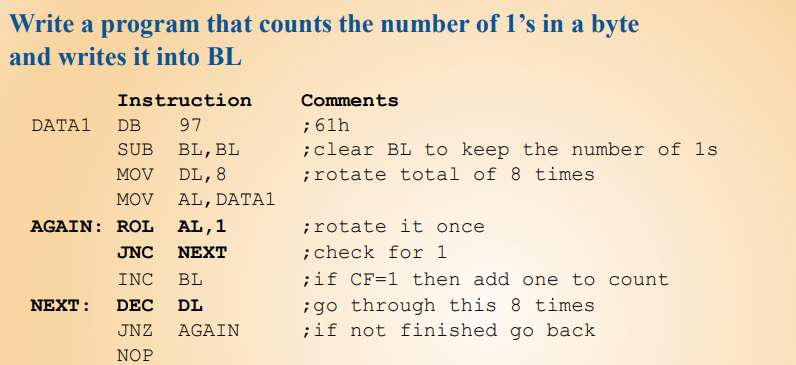 Write a program that counts the number of 1’s in a byte
and writes it into BL
Instruction Comments
DATA1 DB 97 ;61h
SUB BL,BL ;clear BL to keep the number of 1s
MOV DL,8 ;rotate total of 8 times
MOV AL,DATA1
AGAIN: ROL AL,1 ;rotate it once
JNC NEXT ;check for 1
INC BL ;if CF=1 then add one to count
NEXT: DEC DL ;go through this 8 times
JNZ AGAIN ;if not finished go back
NOP